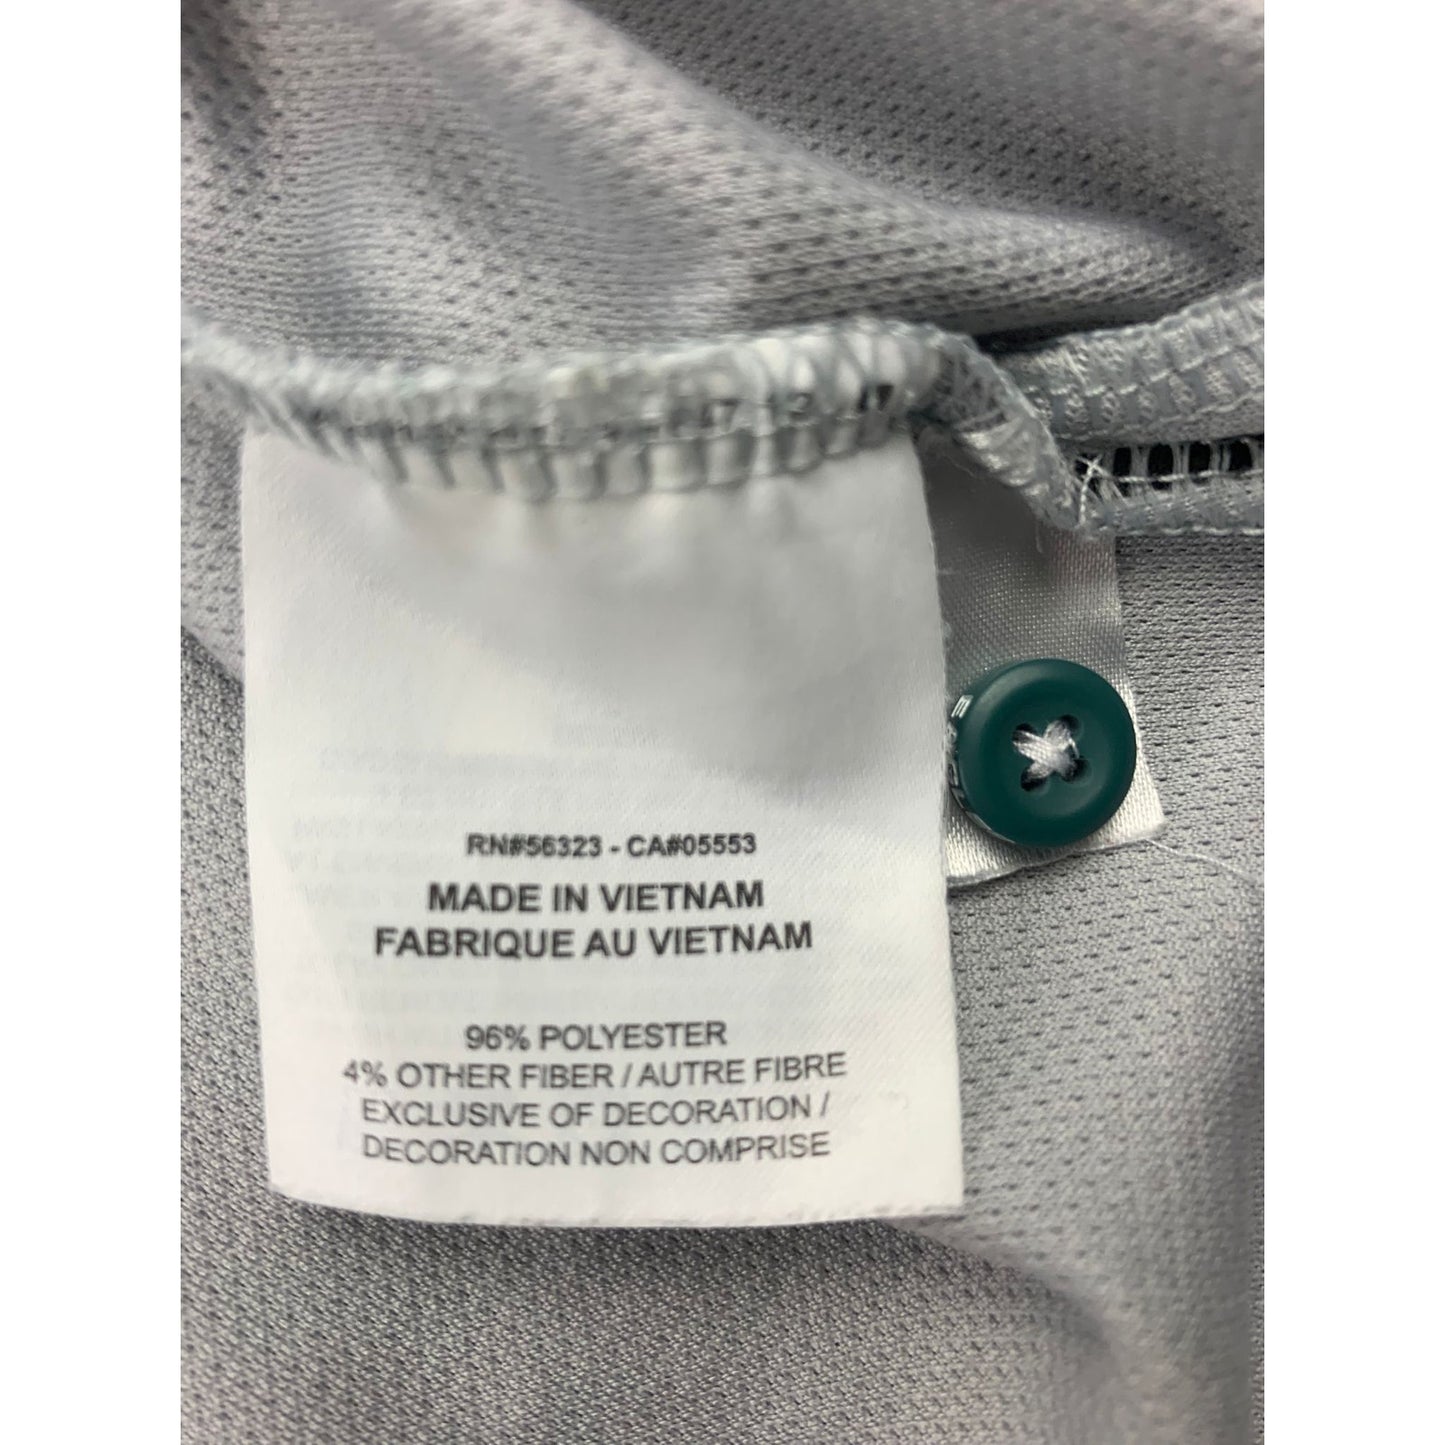 RN#56323 - CA#05553
MADE IN VIETNAM
FABRIQUE AU VIETNAM
96% POLYESTER
4% OTHER FIBER / AUTRE FIBRE
EXCLUSIVE OF DECORATION /
DECORATION NON COMPRISE